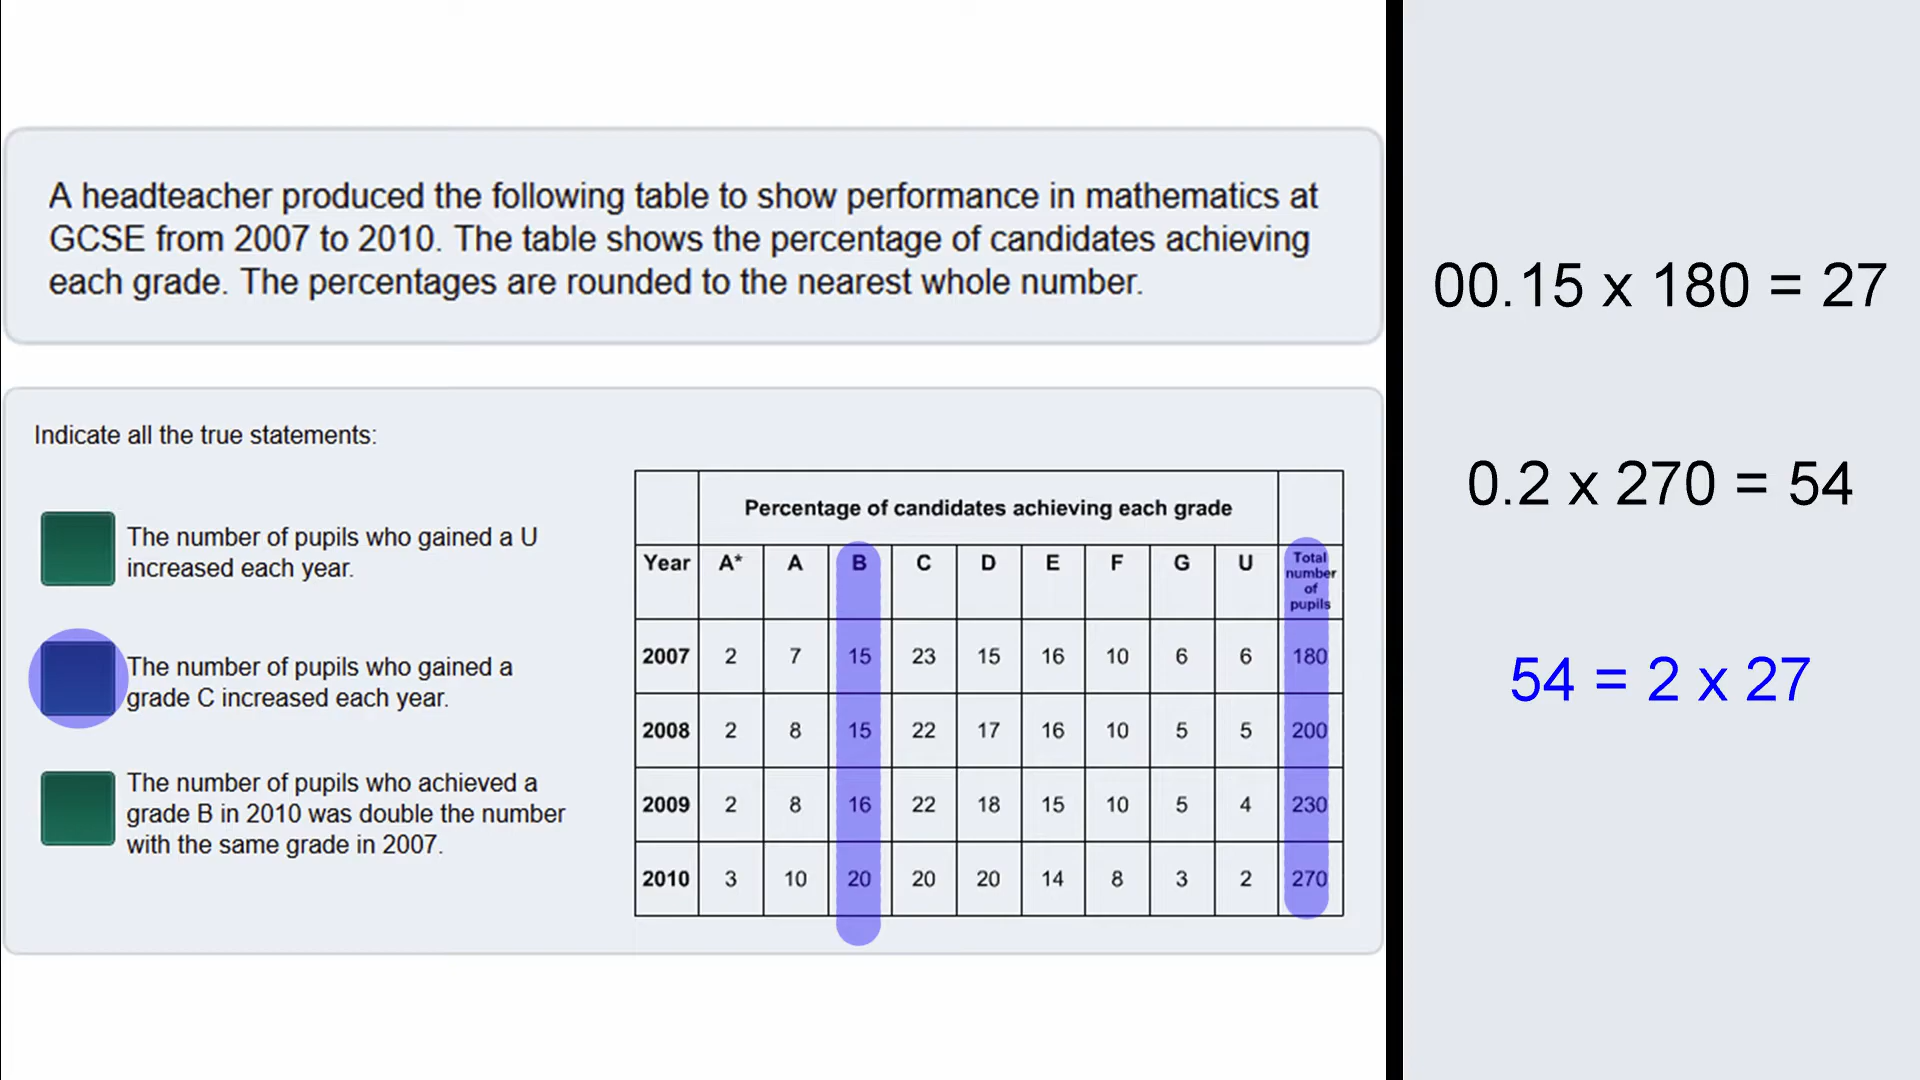 A headteacher produced the following table to show performance in mathematics at
GCSE from 2007 to 2010. The table shows the percentage of candidates achieving
each grade. The percentages are rounded to the nearest whole number.
Indicate all the true statements:
The number of pupils who gained a U
increased each year.
The number of pupils who gained a
grade C increased each year.
The number of pupils who achieved a
grade B in 2010 was double the number
with the same grade in 2007.
Percentage of candidates achieving each grade
Year A* A B C D E F G U Total number of pupils
2007 2 7 15 23 15 16 10 6 6 180
2008 2 8 15 22 17 16 10 5 5 200
2009 2 8 16 22 18 15 10 5 4 230
2010 3 10 20 20 20 14 8 3 2 270
00.15 x 180 = 27
0.2 x 270 = 54
54 = 2 x 27